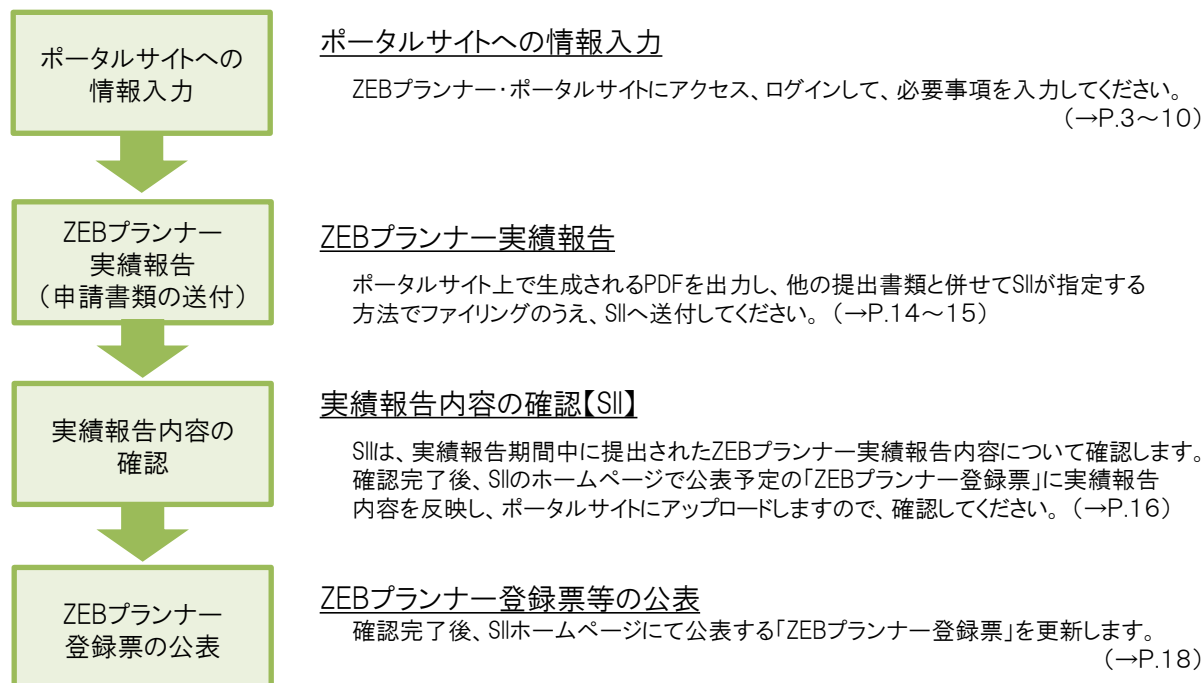 ポータルサイトへの
情報入力
ポータルサイトへの情報入力
ZEBプランナー・ポータルサイトにアクセス、ログインして、必要事項を入力してください。
（→P.3～10）
ZEBプランナー
実績報告
（申請書類の送付）
ZEBプランナー実績報告
ポータルサイト上で生成されるPDFを出力し、他の提出書類と併せてSIIが指定する
方法でファイリングのうえ、SIIへ送付してください。（→P.14～15）
実績報告内容の
確認
実績報告内容の確認【SII】
SIIは、実績報告期間中に提出されたZEBプランナー実績報告内容について確認します。
確認完了後、SIIのホームページで公表予定の「ZEBプランナー登録票」に実績報告
内容を反映し、ポータルサイトにアップロードしますので、確認してください。（→P.16）
ZEBプランナー
登録票の公表
ZEBプランナー登録票等の公表
確認完了後、SIIホームページにて公表する「ZEBプランナー登録票」を更新します。
（→P.18）